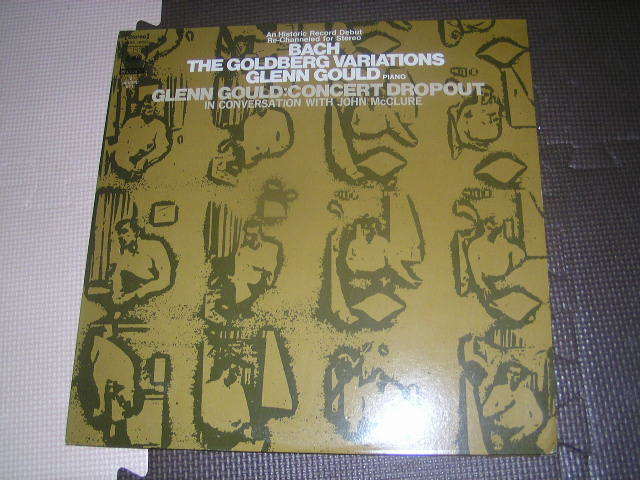 An Historic Record Debut
Re-Channeled for Stereo
BACH
THE GOLDBERG VARIATIONS
GLENN GOULD PIANO
GLENN GOULD:CONCERT DROPOUT
IN CONVERSATION WITH JOHN McCLURE